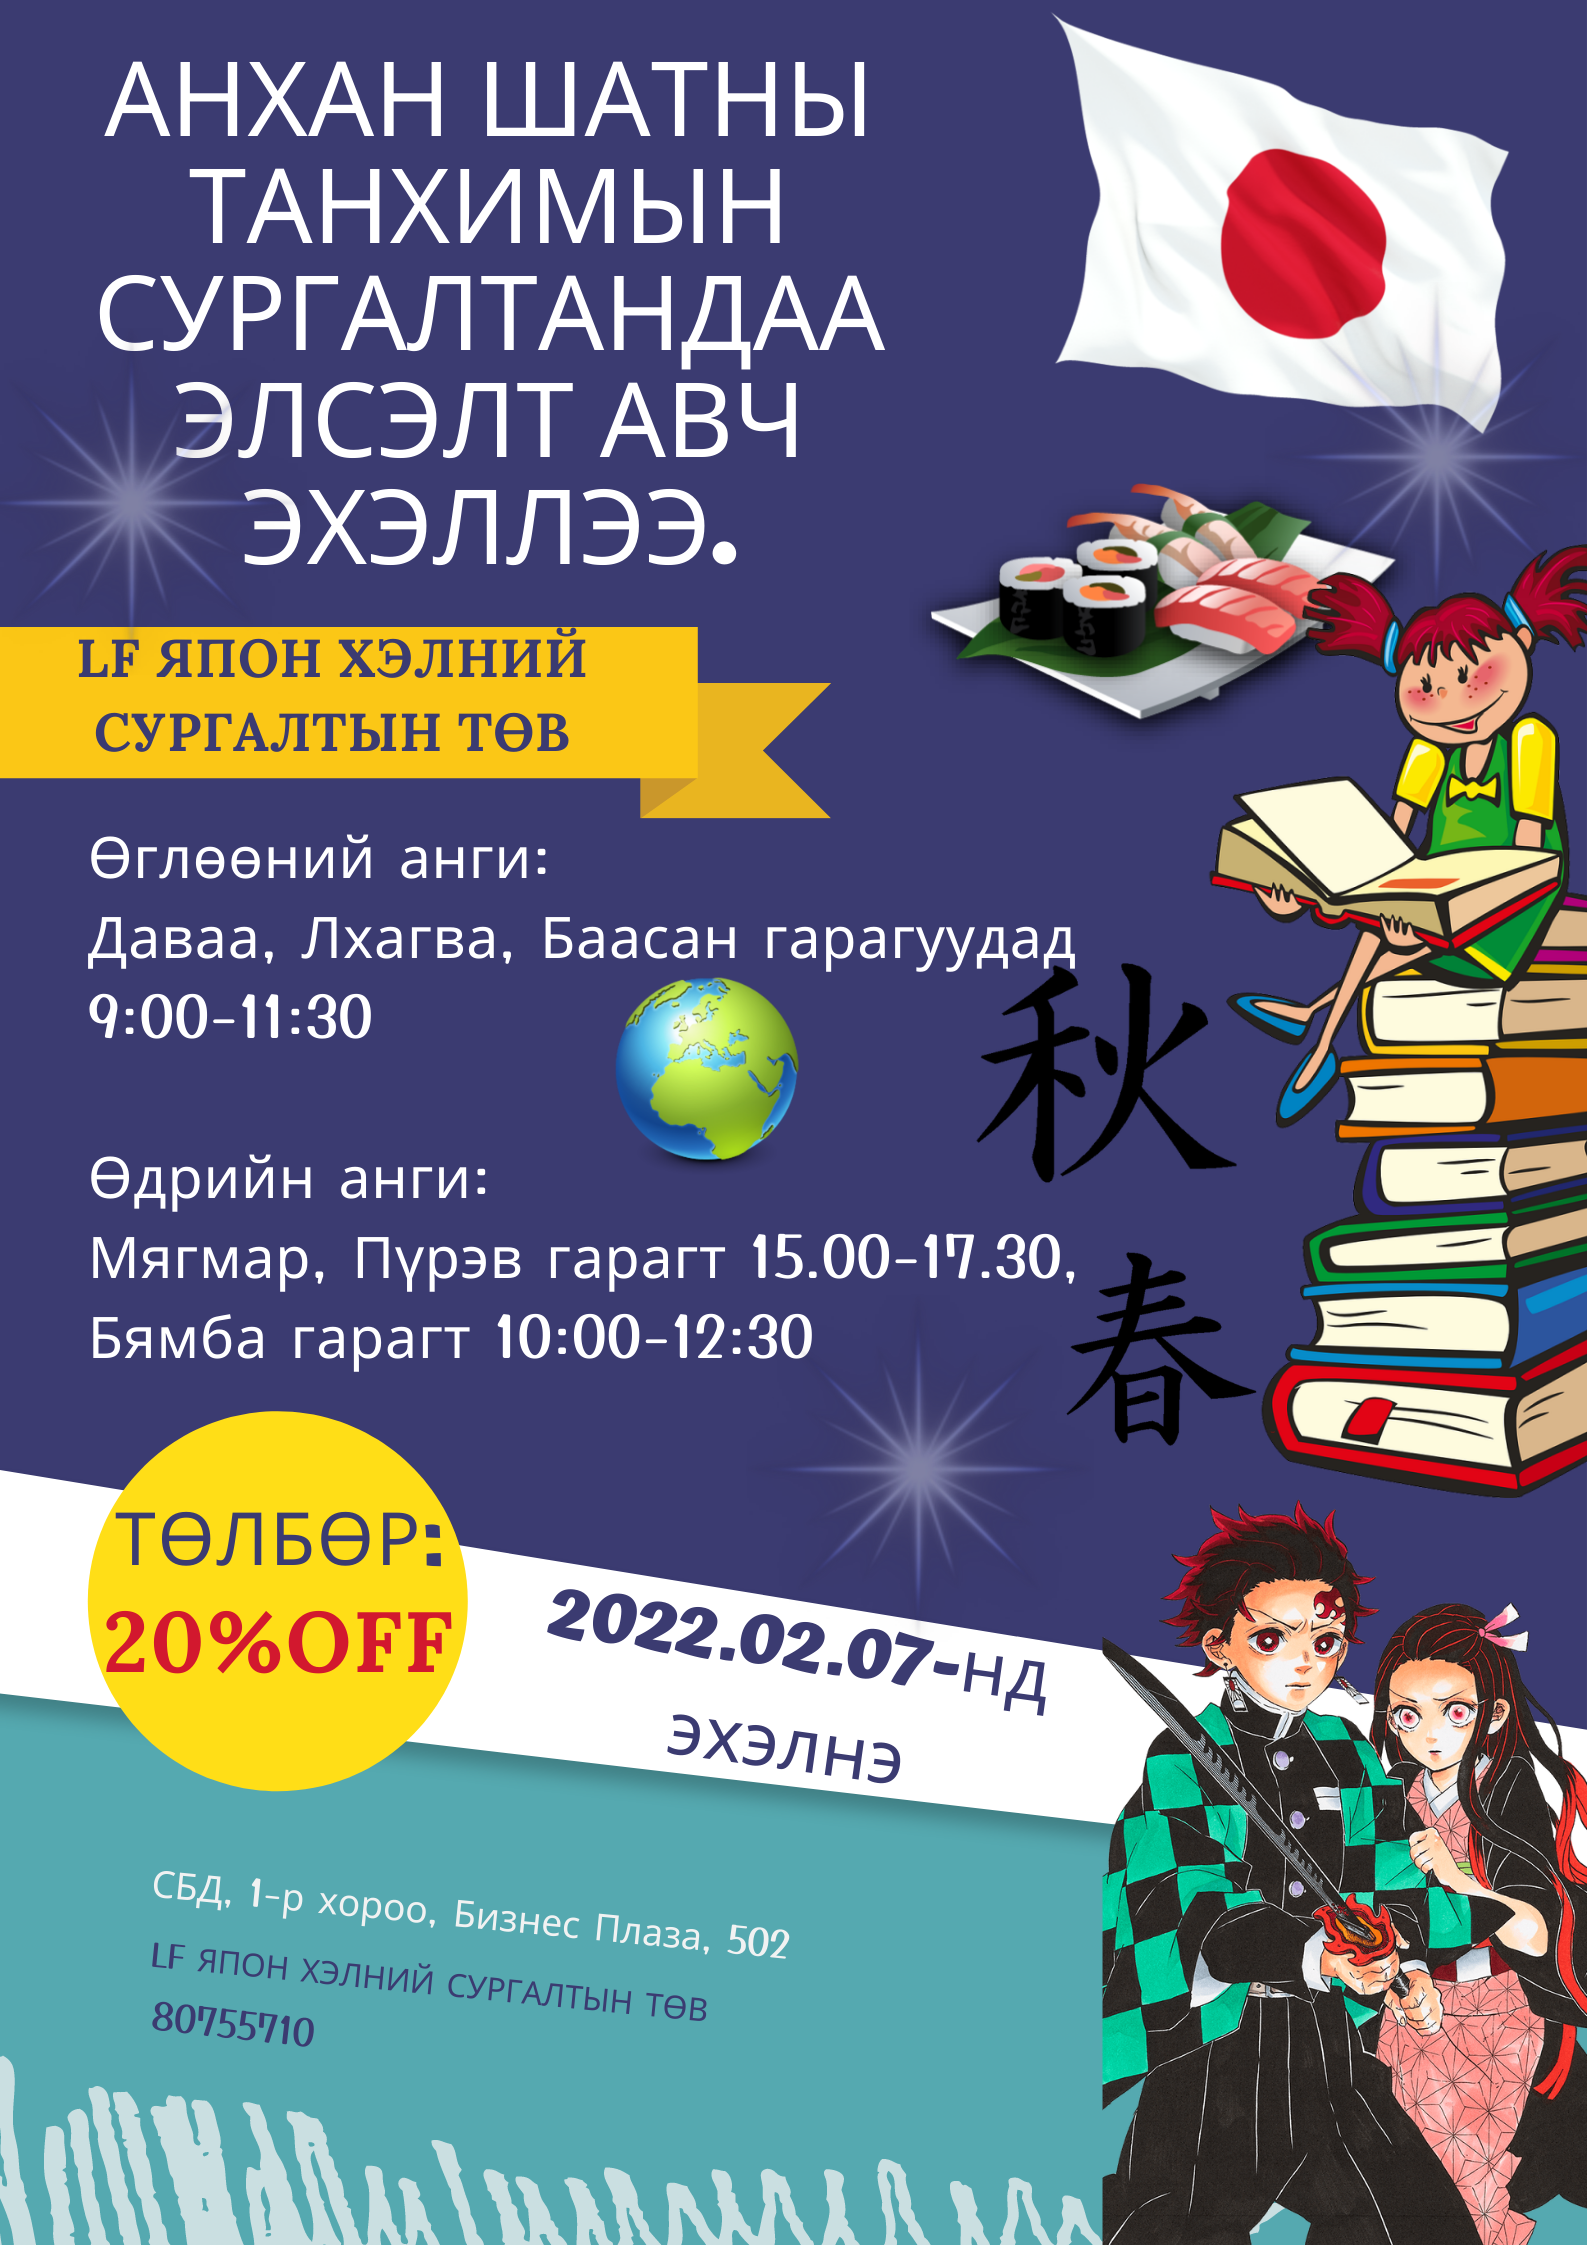 АНХАН ШАТНЫ
ТАНХИМЫН
СУРГАЛТАНДАА
ЭЛСЭЛТ АВЧ
ЭХЭЛЛЭЭ.
LF ЯПОН ХЭЛНИЙ
СУРГАЛТЫН ТӨВ
Өглөөний анги:
Даваа, Лхагва, Баасан гарагуудад
9:00-11:30
秋
Өдрийн анги:
Мягмар, Пүрэв гарагт 15.00-17.30,
Бямба гарагт 10:00-12:30
春
ТӨЛБӨР:
20%OFF
2022.02.07-НД
ЭХЭЛНЭ
СБД, 1-р хороо, Бизнес Плаза, 502
LF ЯПОН ХЭЛНИЙ СУРГАЛТЫН ТӨВ
80755710